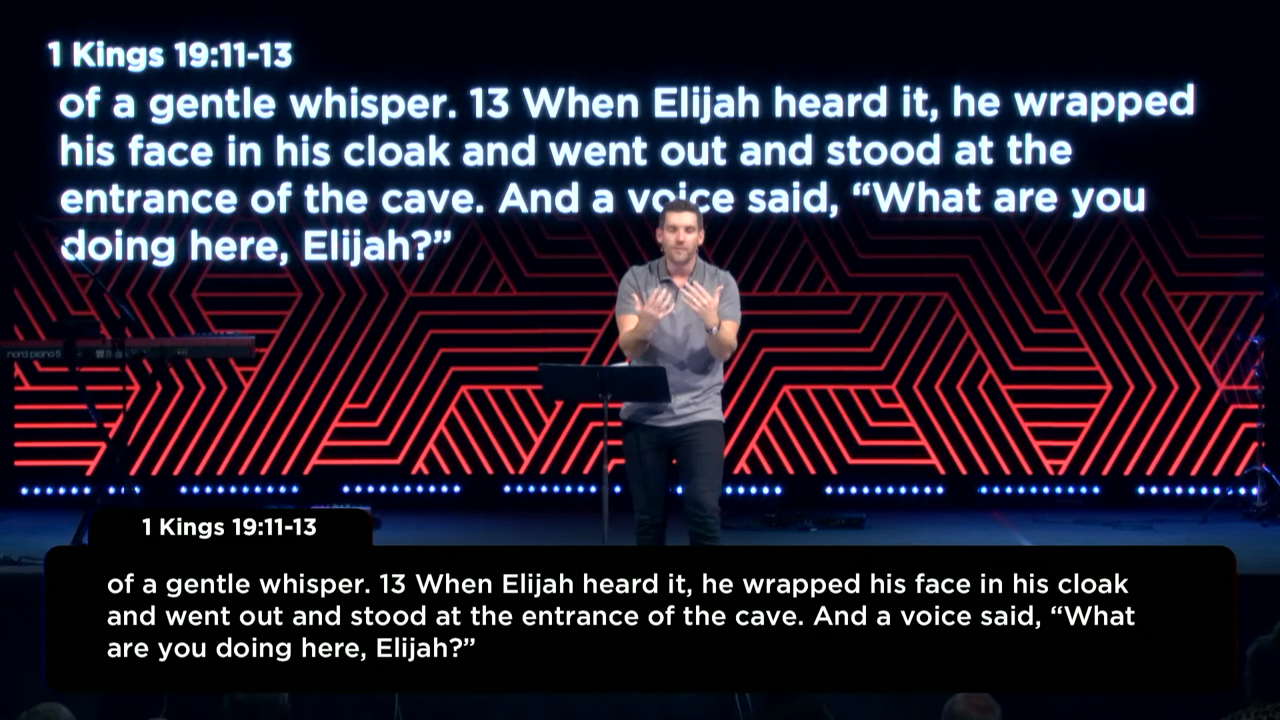 1 Kings 19:11-13
of a gentle whisper. 13 When Elijah heard it, he wrapped
his face in his cloak and went out and stood at the
entrance of the cave. And a voice said, “What are you
doing here, Elijah?”
nord piano 5
1 Kings 19:11-13
of a gentle whisper. 13 When Elijah heard it, he wrapped his face in his cloak
and went out and stood at the entrance of the cave. And a voice said, “What
are you doing here, Elijah?”